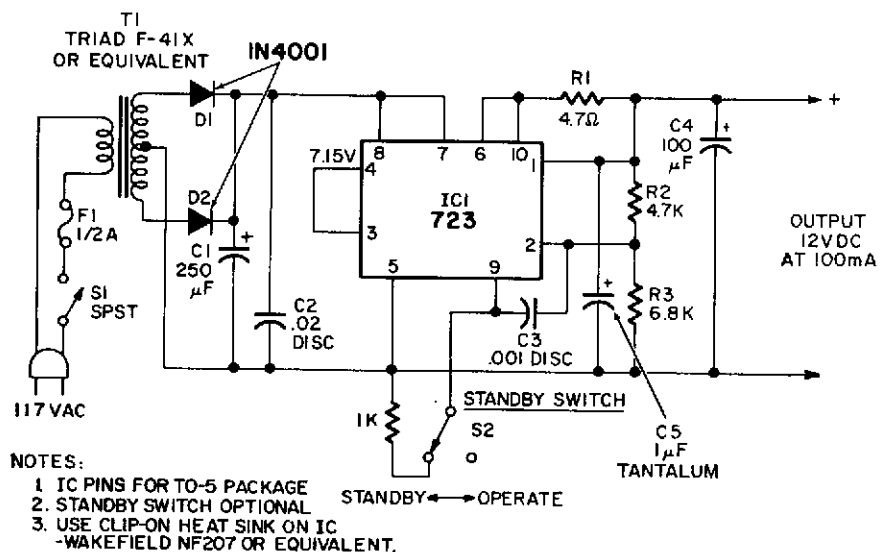 T1
TRIAD F-41X
OR EQUIVALENT
1N4001
D1
D2
F1
1/2A
S1
SPST
117VAC
C1
250
µF
C2
.02
DISC
7.15V
8
7
6
10
4
3
1
2
5
9
IC1
723
R1
4.7Ω
C4
100
µF
+
+
+
+
R2
4.7K
R3
6.8K
OUTPUT
12VDC
AT 100mA
C3
.001 DISC
1K
STANDBY SWITCH
S2
C5
1µF
TANTALUM
STANDBY OPERATE
NOTES:
1 IC PINS FOR TO-5 PACKAGE
2. STANDBY SWITCH OPTIONAL
3. USE CLIP-ON HEAT SINK ON IC
-WAKEFIELD NF207 OR EQUIVALENT.